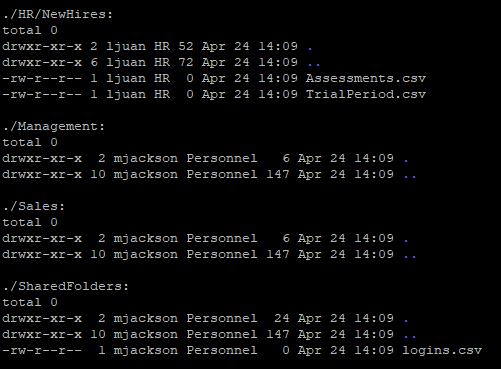 ./HR/NewHires:
total 0
drwxr-xr-x 2 ljuan HR 52 Apr 24 14:09 .
drwxr-xr-x 6 ljuan HR 72 Apr 24 14:09 ..
-rw-r--r-- 1 ljuan HR  0 Apr 24 14:09 Assessments.csv
-rw-r--r-- 1 ljuan HR  0 Apr 24 14:09 TrialPeriod.csv

./Management:
total 0
drwxr-xr-x  2 mjackson Personnel   6 Apr 24 14:09 .
drwxr-xr-x 10 mjackson Personnel 147 Apr 24 14:09 ..

./Sales:
total 0
drwxr-xr-x  2 mjackson Personnel   6 Apr 24 14:09 .
drwxr-xr-x 10 mjackson Personnel 147 Apr 24 14:09 ..

./SharedFolders:
total 0
drwxr-xr-x  2 mjackson Personnel  24 Apr 24 14:09 .
drwxr-xr-x 10 mjackson Personnel 147 Apr 24 14:09 ..
-rw-r--r--  1 mjackson Personnel   0 Apr 24 14:09 logins.csv